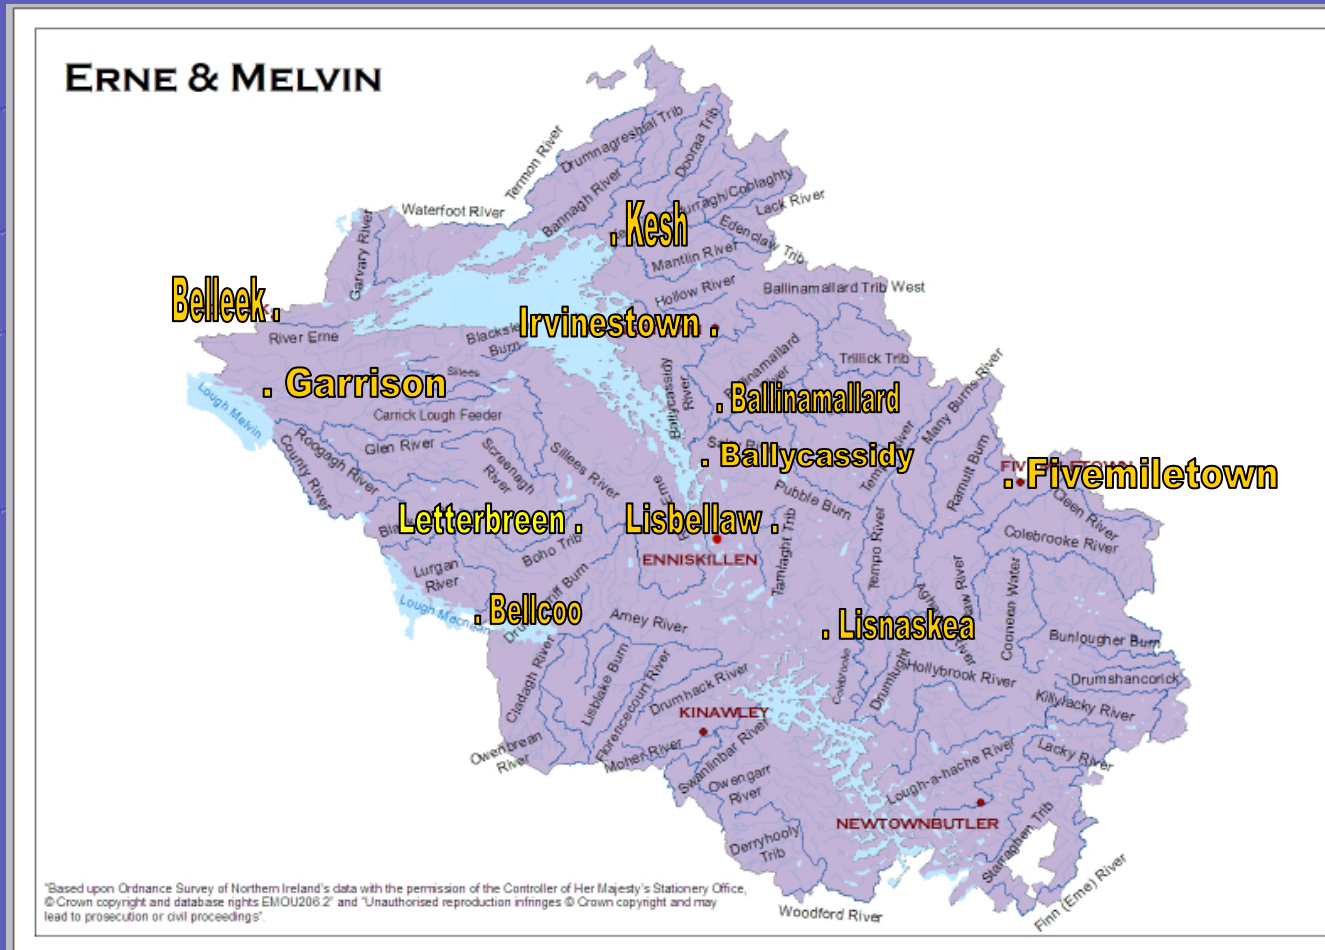 ERNE & MELVIN
Termon River
Drumnagreshial Trib
Dooraa Trib
Bannagh River
Waterfoot River
Lack River
Garvary River
. Kesh
Edenclaw Trib
Mantlin River
Belleek .
Hollow River
Ballinamallard Trib West
River Erne
Burn
Irvinestown .
Trillick Trib
. Garrison
Sillees
Ballycassidy
River
. Ballinamallard
Many Burns River
Lough Melvin
Carrick Lough Feeder
Roogagh River
County River
Glen River
Screenagh
River
Sillees River
. Ballycassidy
Ramult Burn
. Fivemiletown
Pubble Burn
Cleen River
Letterbreen .
Lisbellaw .
Tamlaght Trib
Tempo River
Colebrooke River
ENNISKILLEN
Boho Trib
Lurgan
River
Cooneen Water
Lough Macnean
. Bellcoo
Arney River
. Lisnaskea
Bunlougher Burn
Cladagh River
Lisblake Burn
Florencecourt River
Drumhack River
Colebrooke
Drumlught
Hollybrook River
Drumshancorick
Killylacky River
KINAWLEY
Owenbrean
River
Moher River
Swanlinbar River
Owengarr
River
Lough-a-hache River
Lacky River
NEWTOWNBUTLER
Derryhooly
Trib
Starraghen Trib
Finn (Erne) River
Woodford River
"Based upon Ordnance Survey of Northern Ireland's data with the permission of the Controller of Her Majesty's Stationery Office,
© Crown copyright and database rights EMOU206.2" and "Unauthorised reproduction infringes © Crown copyright and may
lead to prosecution or civil proceedings".